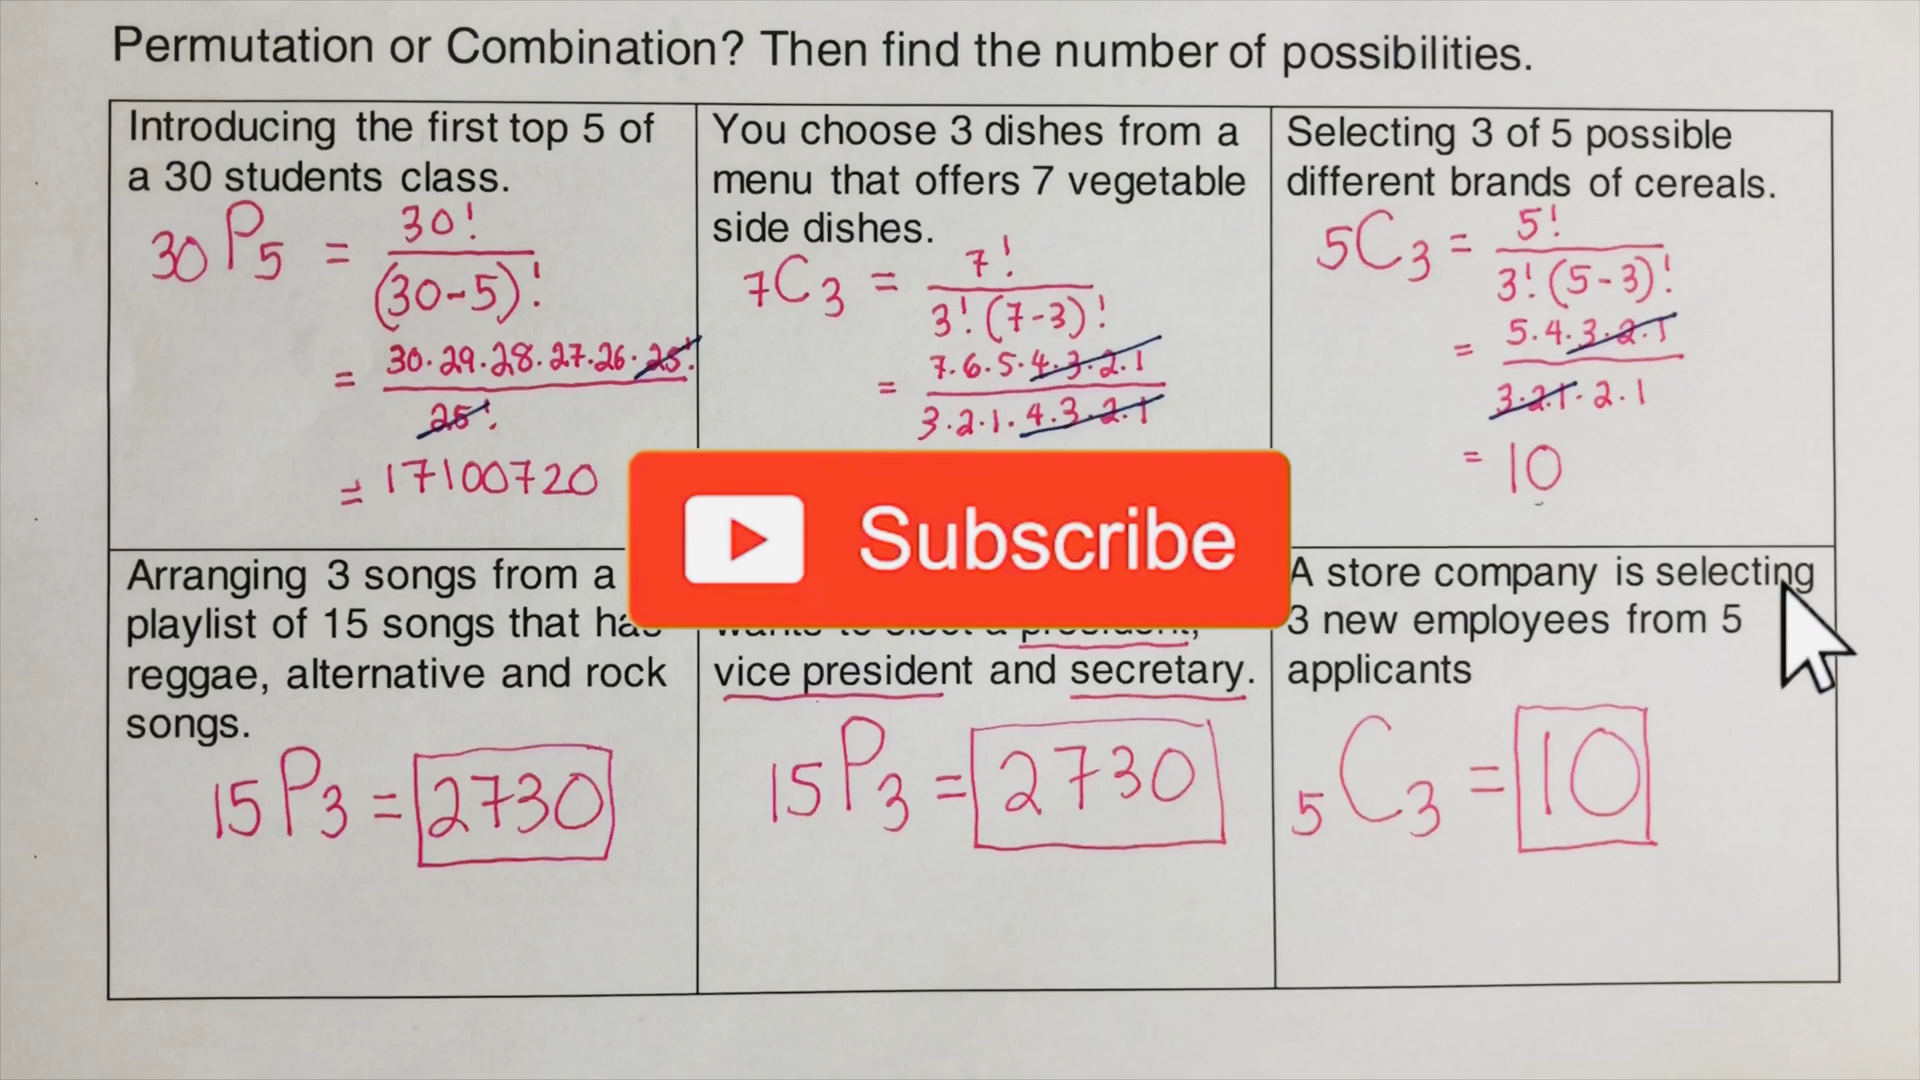 Permutation or Combination? Then find the number of possibilities.
Introducing the first top 5 of
a 30 students class.
30P5 = 30! / (30-5)!
= 30·29·28·27·26·25! / 25!
= 17100720
You choose 3 dishes from a
menu that offers 7 vegetable
side dishes.
7C3 = 7! / 3!(7-3)!
= 7·6·5·4·3·2·1 / 3·2·1·4·3·2·1
Selecting 3 of 5 possible
different brands of cereals.
5C3 = 5! / 3!(5-3)!
= 5·4·3·2·1 / 3·2·1·2·1
= 10
Subscribe
Arranging 3 songs from a
playlist of 15 songs that has
reggae, alternative and rock
songs.
15P3 = 2730
vice president and secretary.
15P3 = 2730
A store company is selecting
3 new employees from 5
applicants
5C3 = 10